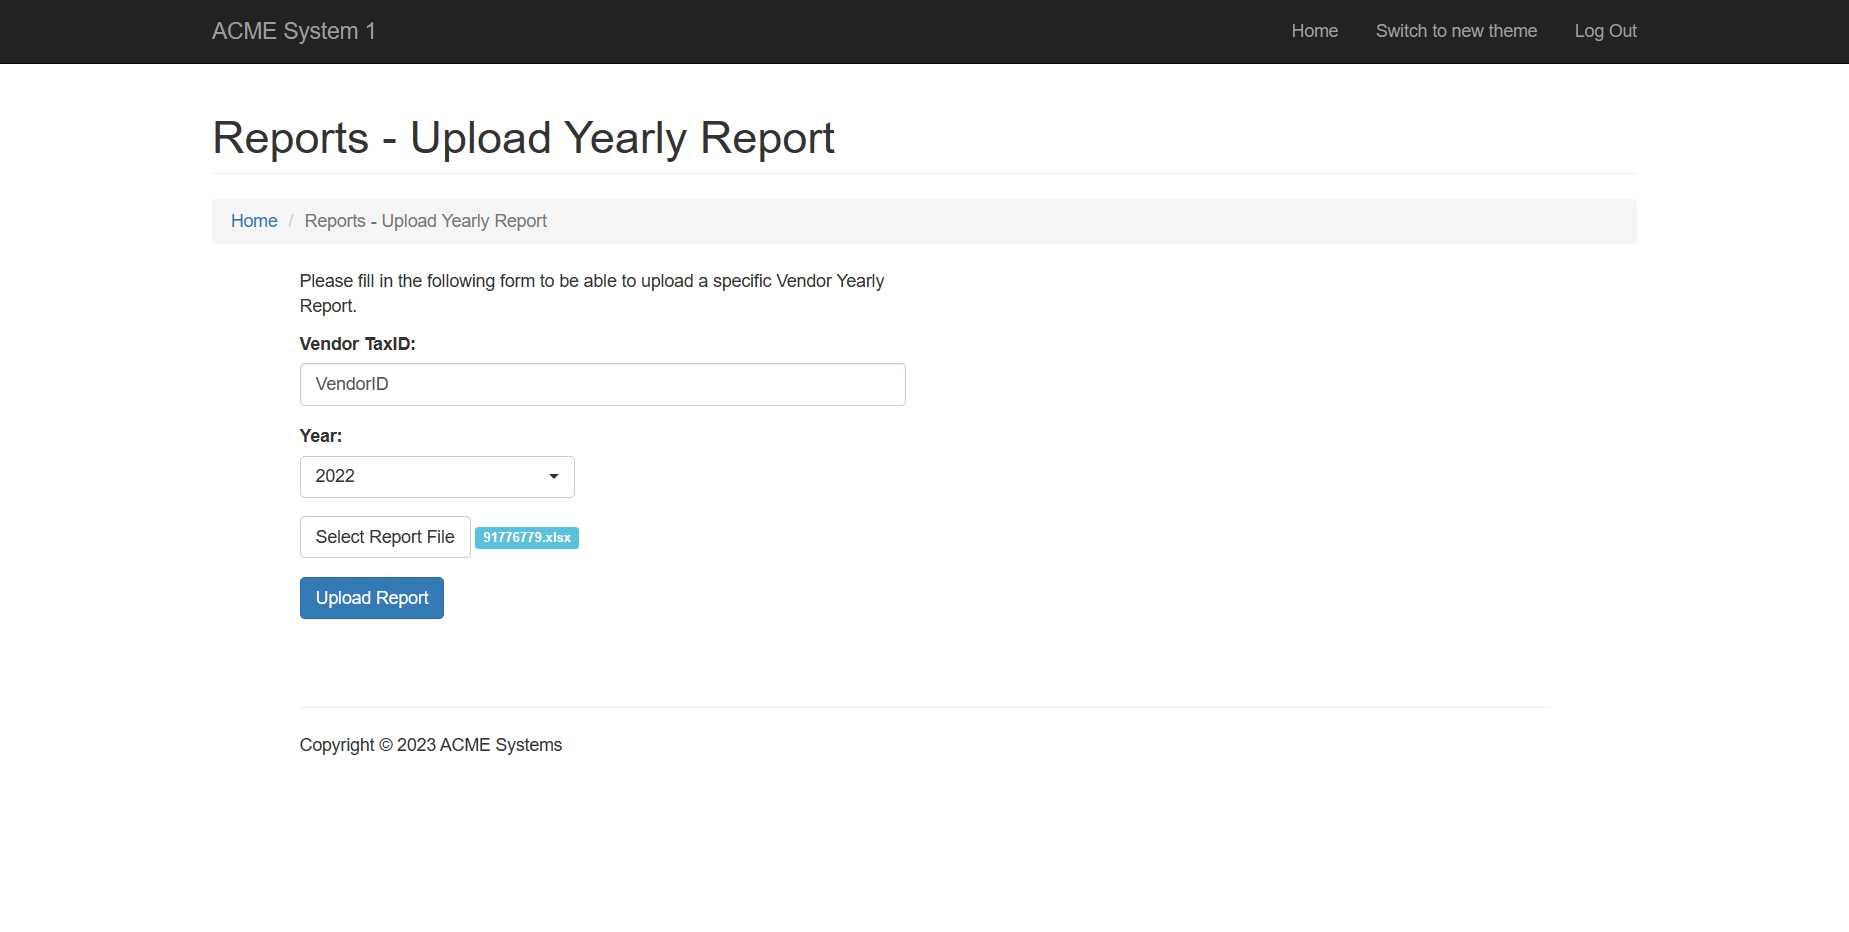 ACME System 1
Home
Switch to new theme
Log Out
Reports - Upload Yearly Report
Home / Reports - Upload Yearly Report
Please fill in the following form to be able to upload a specific Vendor Yearly
Report.
Vendor TaxID:
VendorID
Year:
2022
Select Report File
91776779.xlsx
Upload Report
Copyright © 2023 ACME Systems